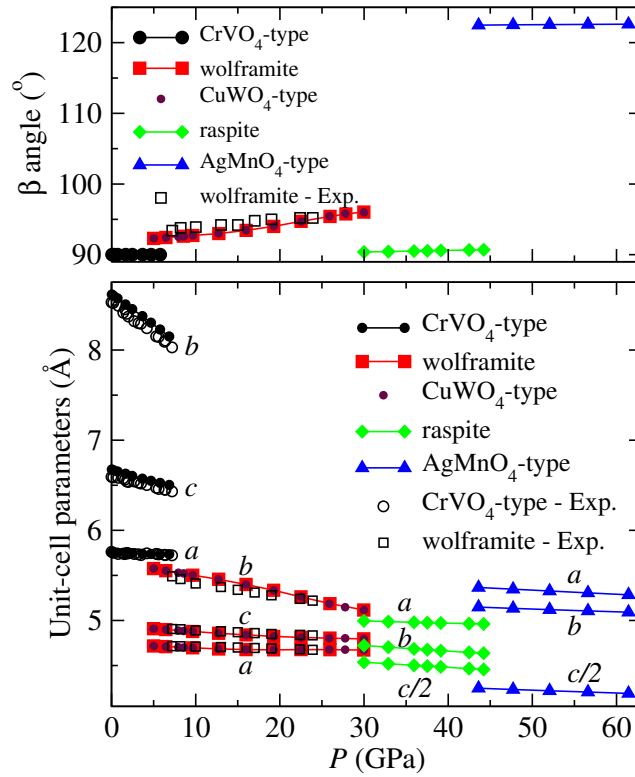 120
110
100
90
β angle (°)
CrVO4-type
wolframite
CuWO4-type
raspite
AgMnO4-type
wolframite - Exp.
8
7
6
5
Unit-cell parameters (Å)
CrVO4-type
wolframite
CuWO4-type
raspite
AgMnO4-type
CrVO4-type - Exp.
wolframite - Exp.
b
c
a
b
c
a
a
b
c/2
a
b
c/2
0 10 20 30 40 50 60
P (GPa)